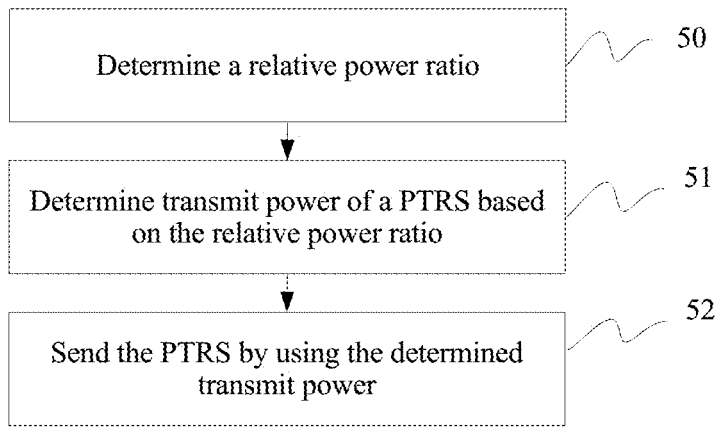 Determine a relative power ratio
50
Determine transmit power of a PTRS based
on the relative power ratio
51
Send the PTRS by using the determined
transmit power
52